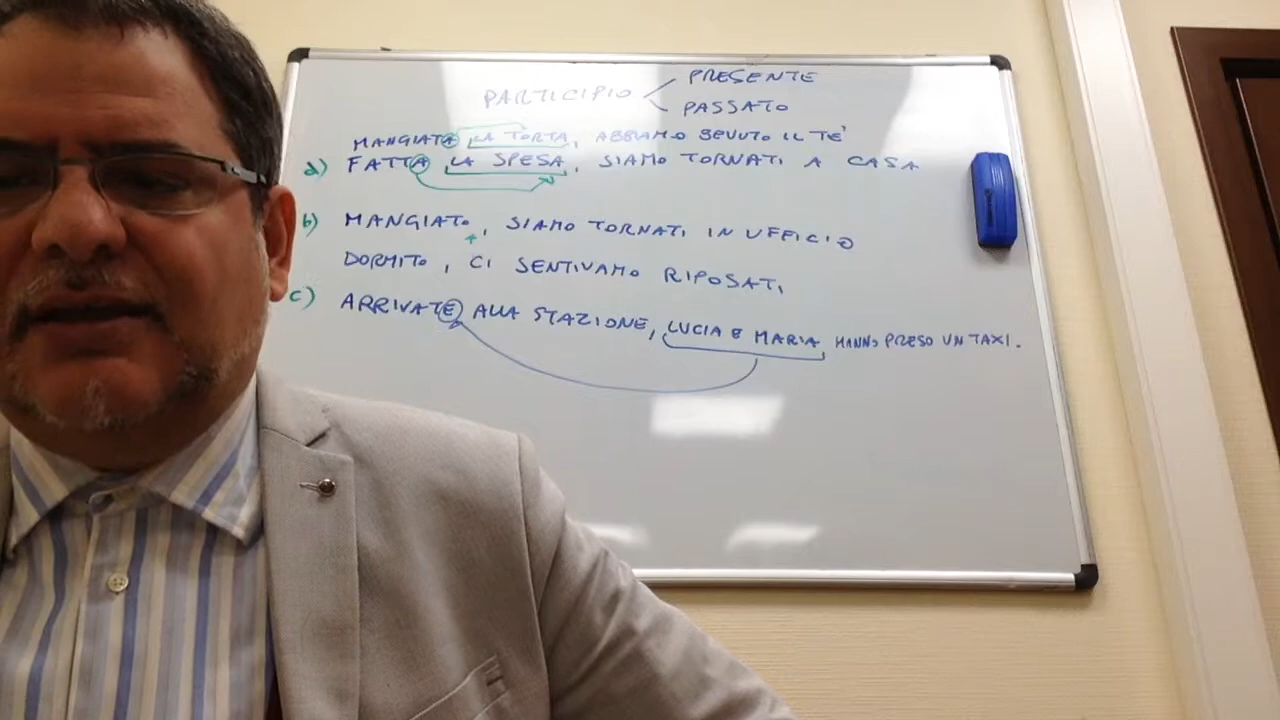 PARTICIPIO
PRESENTE
PASSATO
MANGIATA LA TORTA, ABBIAMO BEVUTO IL TE'
a) FATTA LA SPESA, SIAMO TORNATI A CASA
b) MANGIATO, SIAMO TORNATI IN UFFICIO
DORMITO, CI SENTIVAMO RIPOSATI,
c) ARRIVATE ALLA STAZIONE, LUCIA E MARIA HANNO PRESO UN TAXI.